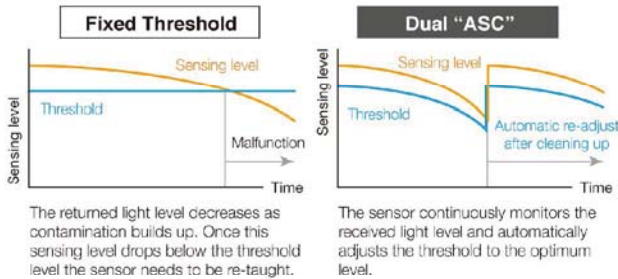 Fixed Threshold
Sensing level
Sensing level
Threshold
Malfunction
Time
The returned light level decreases as
contamination builds up. Once this
sensing level drops below the threshold
level the sensor needs to be re-taught.
Dual “ASC”
Sensing level
Sensing level
Threshold
Automatic re-adjust
after cleaning up
Time
The sensor continuously monitors the
received light level and automatically
adjusts the threshold to the optimum
level.